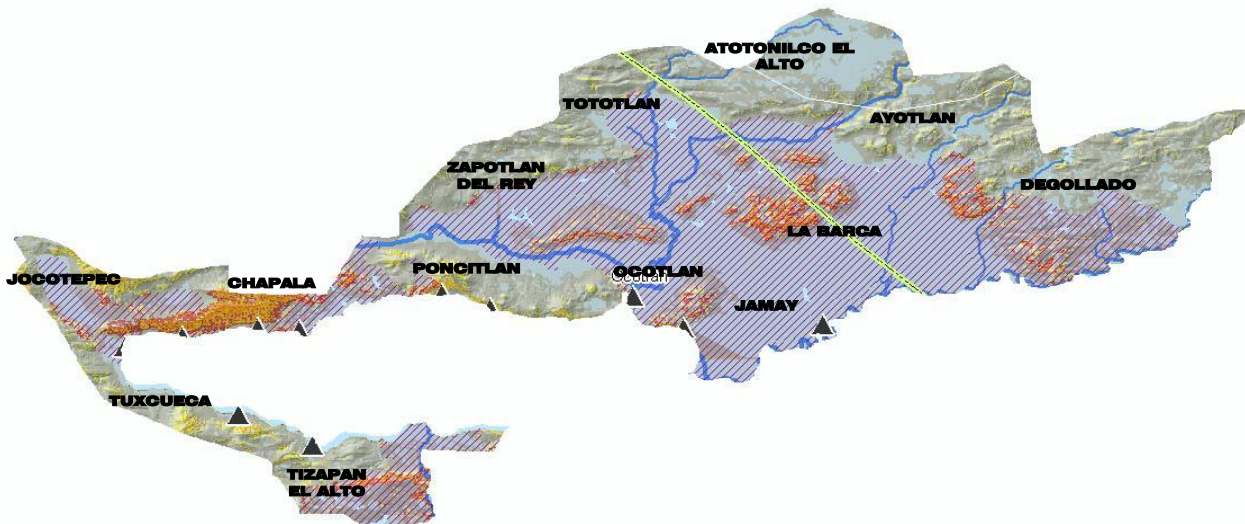 ATOTONILCO EL
ALTO
TOTOTLAN
AYOTLAN
ZAPOTLAN
DEL REY
DEGOLLADO
LA BARCA
JOCOTEPEC
CHAPALA
PONCITLAN
OCOTLAN
Ocotlán
JAMAY
TUXCUECA
TIZAPAN
EL ALTO